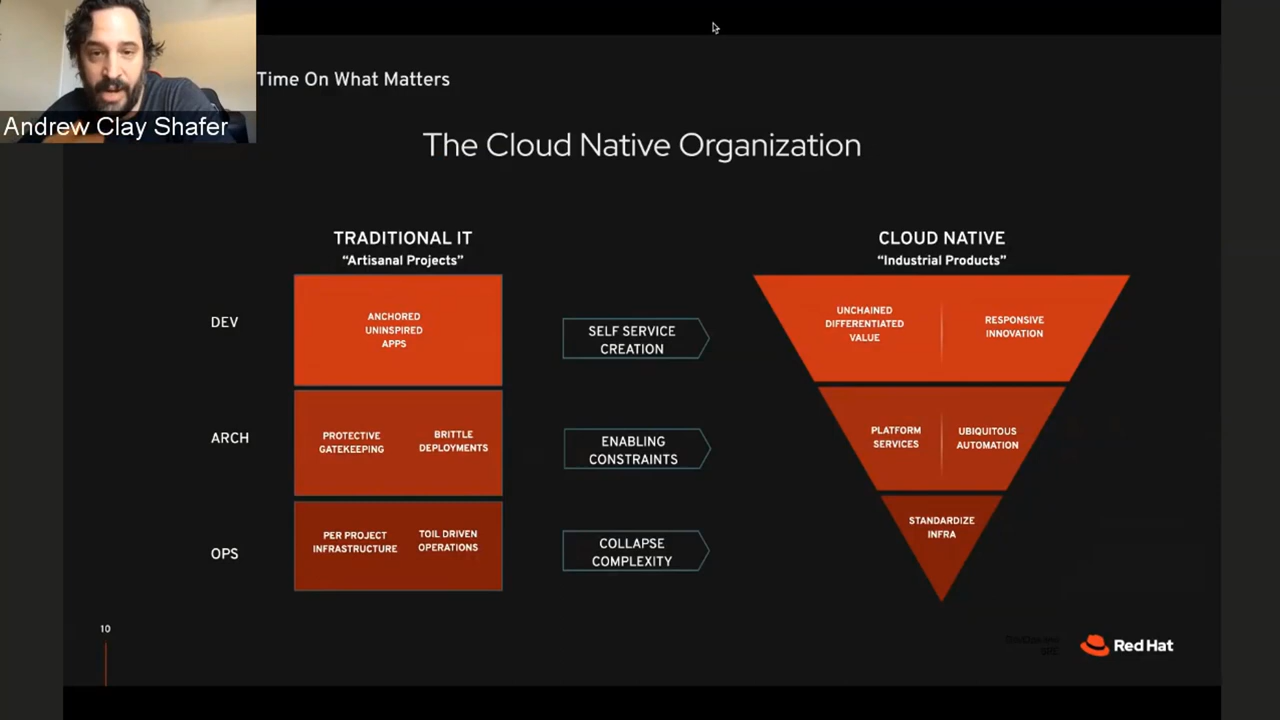 Andrew Clay Shafer
Time On What Matters
The Cloud Native Organization
TRADITIONAL IT
“Artisanal Projects”
CLOUD NATIVE
“Industrial Products”
DEV
ANCHORED
UNINSPIRED
APPS
SELF SERVICE
CREATION
UNCHAINED
DIFFERENTIATED
VALUE
RESPONSIVE
INNOVATION
ARCH
PROTECTIVE
GATEKEEPING
BRITTLE
DEPLOYMENTS
ENABLING
CONSTRAINTS
PLATFORM
SERVICES
UBIQUITOUS
AUTOMATION
OPS
PER PROJECT
INFRASTRUCTURE
TOIL DRIVEN
OPERATIONS
COLLAPSE
COMPLEXITY
STANDARDIZE
INFRA
10
Red Hat